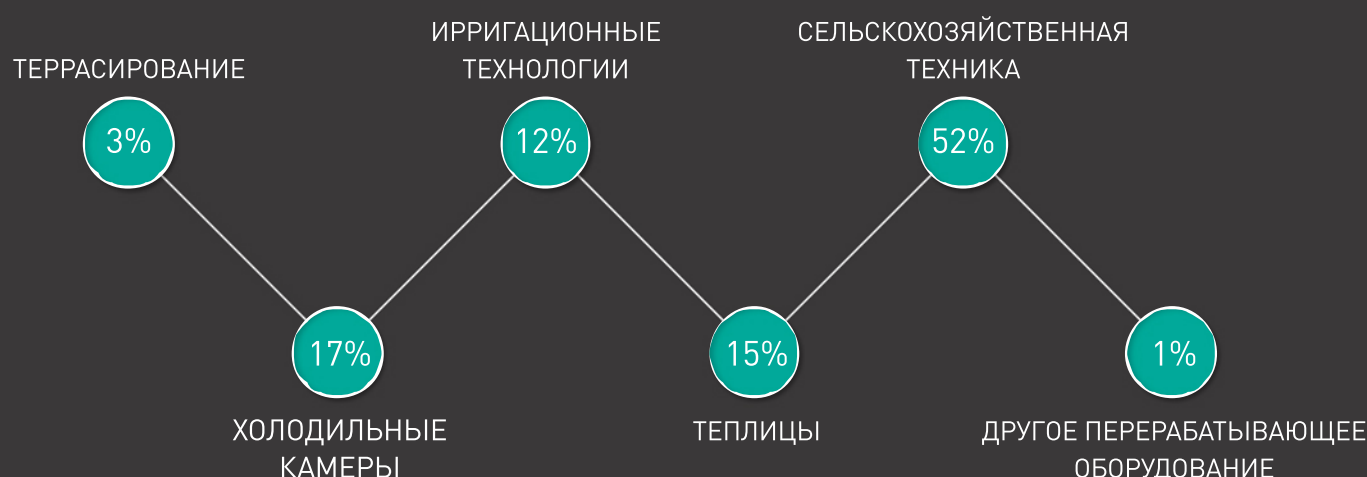 ТЕРРАСИРОВАНИЕ
3%
17%
ХОЛОДИЛЬНЫЕ
КАМЕРЫ
ИРРИГАЦИОННЫЕ
ТЕХНОЛОГИИ
12%
15%
ТЕПЛИЦЫ
СЕЛЬСКОХОЗЯЙСТВЕННАЯ
ТЕХНИКА
52%
1%
ДРУГОЕ ПЕРЕРАБАТЫВАЮЩЕЕ
ОБОРУДОВАНИЕ